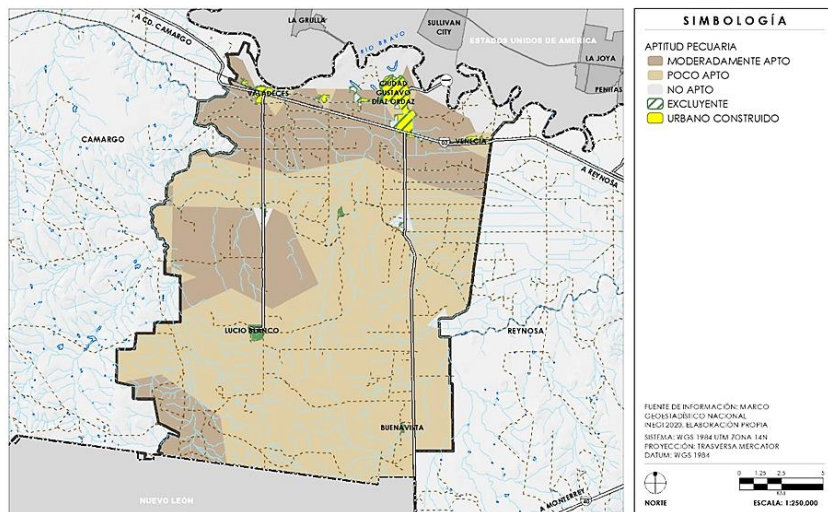 A CD. CAMARGO
LA GRULLA
SULLIVAN
CITY
RIO BRAVO
ESTADOS UNIDOS DE AMÉRICA
LA JOYA
PEÑITAS
VALADECES
CIUDAD
GUSTAVO
DÍAZ ORDAZ
CAMARGO
VENECIA
A REYNOSA
LUCIO BLANCO
REYNOSA
BUENAVISTA
NUEVO LEÓN
A MONTERREY
SIMBOLOGÍA
APTITUD PECUARIA
MODERADAMENTE APTO
POCO APTO
NO APTO
EXCLUYENTE
URBANO CONSTRUIDO
FUENTE DE INFORMACIÓN: MARCO
GEOESTADÍSTICO NACIONAL
INEGI 2020. ELABORACIÓN PROPIA
SISTEMA: WGS 1984 UTM ZONA 14N
PROYECCIÓN: TRASVERSA MERCATOR
DATUM: WGS 1984
NORTE
0 1.25 2.5 5
KM
ESCALA: 1:250,000